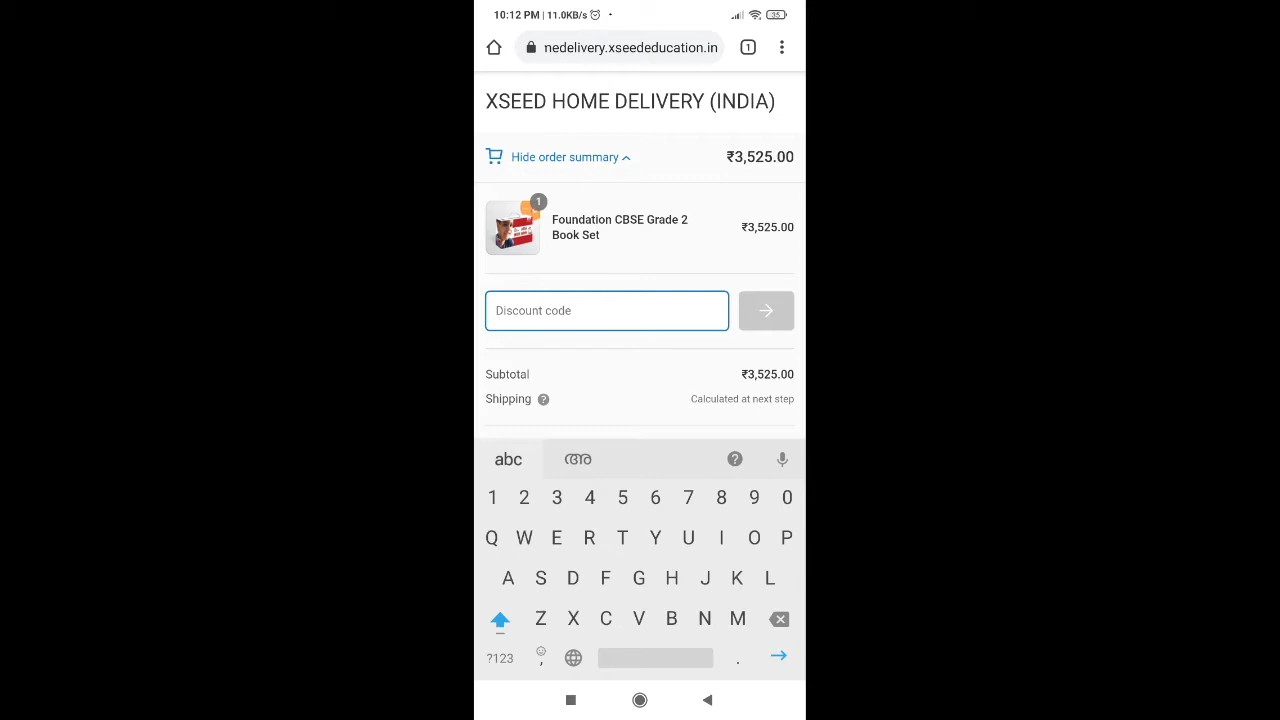 10:12 PM | 11.0KB/s
35
nedelivery.xseededucation.in
1
XSEED HOME DELIVERY (INDIA)
Hide order summary
₹3,525.00
1
Foundation CBSE Grade 2
Book Set
₹3,525.00
Discount code
Subtotal ₹3,525.00
Shipping ? Calculated at next step
abc
അ
?
1 2 3 4 5 6 7 8 9 0
Q W E R T Y U I O P
A S D F G H J K L
Z X C V B N M
?123 , .